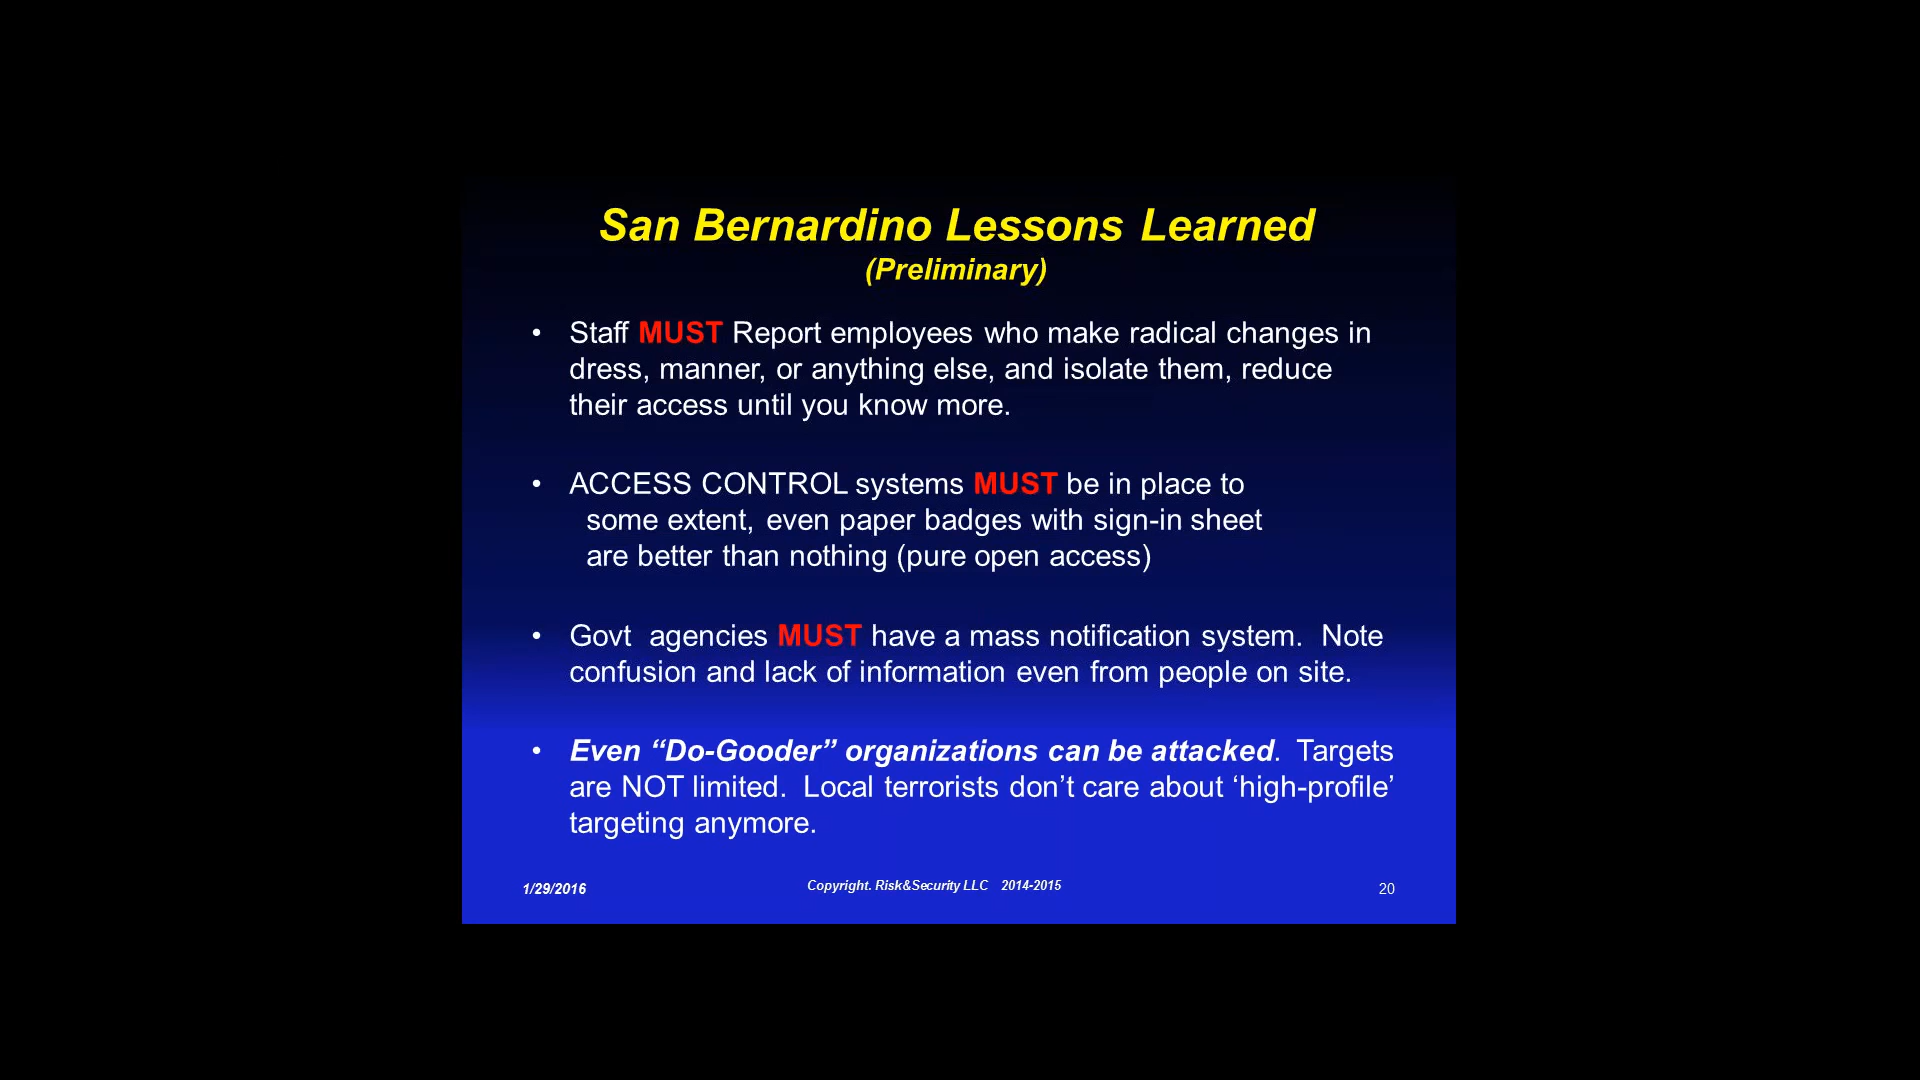 San Bernardino Lessons Learned
(Preliminary)
• Staff MUST Report employees who make radical changes in
dress, manner, or anything else, and isolate them, reduce
their access until you know more.
• ACCESS CONTROL systems MUST be in place to
some extent, even paper badges with sign-in sheet
are better than nothing (pure open access)
• Govt  agencies MUST have a mass notification system.  Note
confusion and lack of information even from people on site.
• Even “Do-Gooder” organizations can be attacked.  Targets
are NOT limited.  Local terrorists don’t care about ‘high-profile’
targeting anymore.
1/29/2016 Copyright. Risk&Security LLC   2014-2015 20